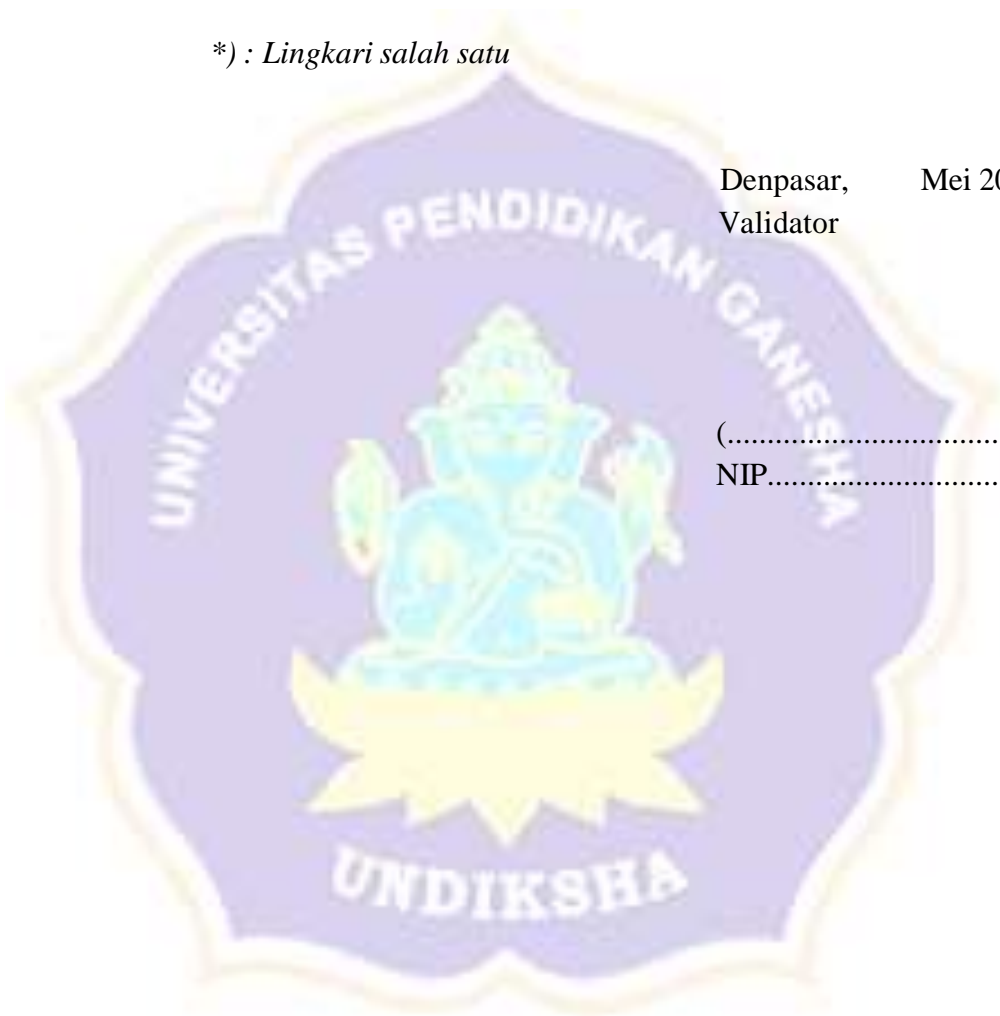 *) : Lingkari salah satu
Denpasar, Mei 20
Validator
UNIVERSITAS PENDIDIKAN GANESHA
(..................................
NIP.............................
UNDIKSHA